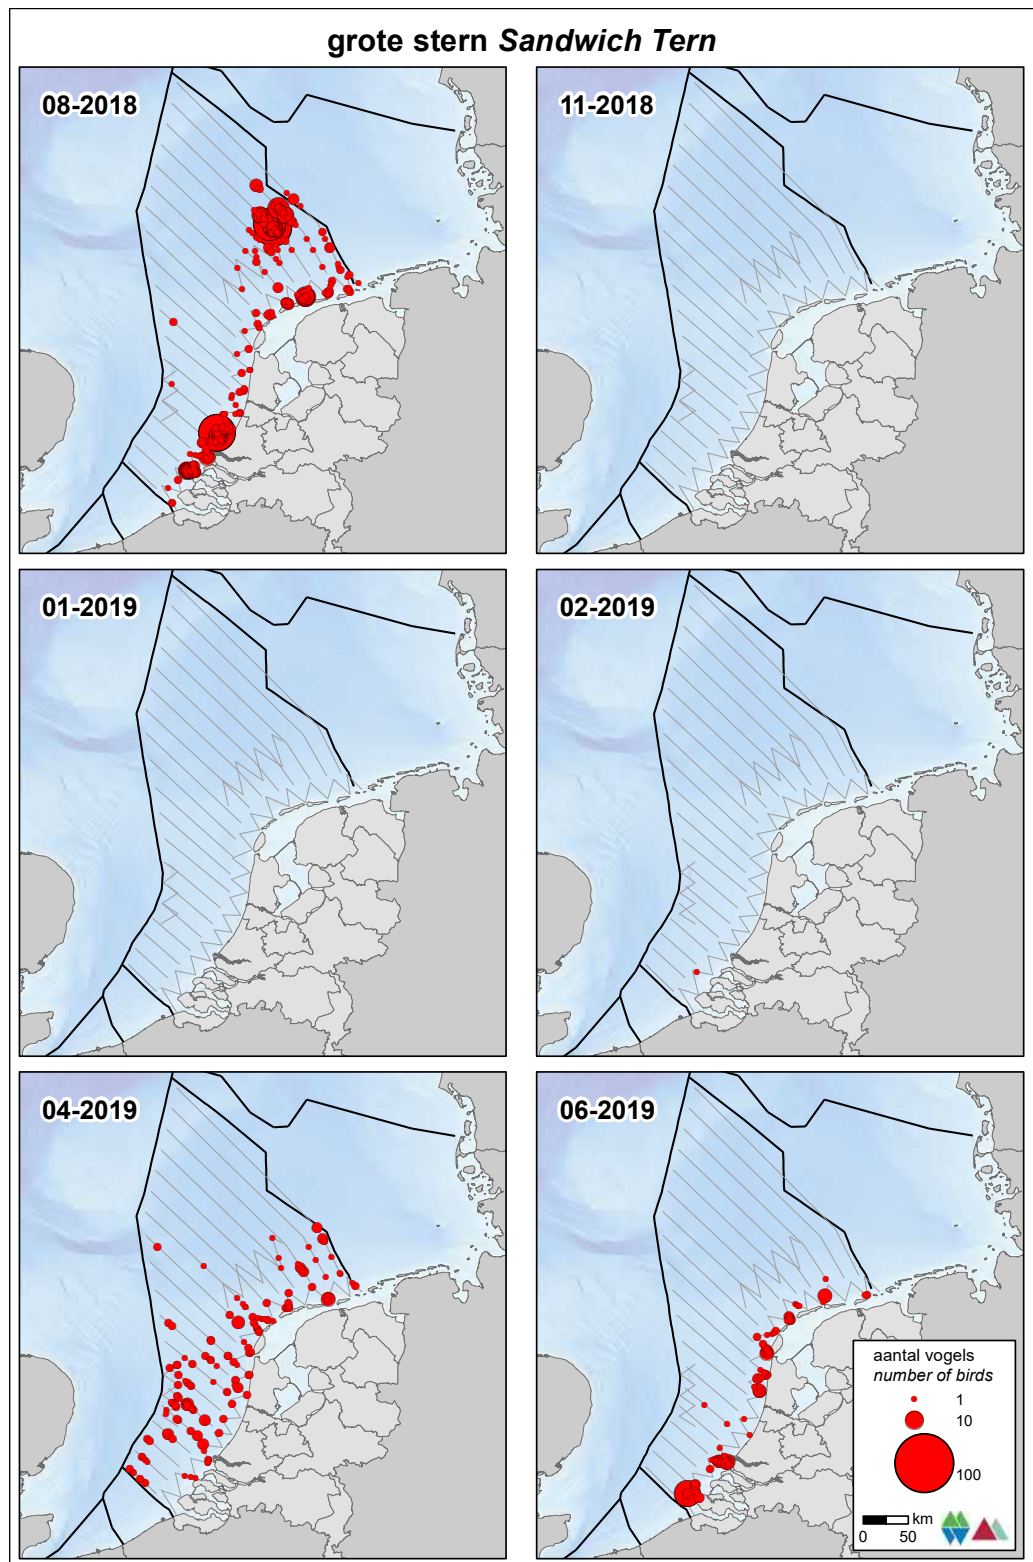 grote stern Sandwich Tern
08-2018
11-2018
01-2019
02-2019
04-2019
06-2019
aantal vogels
number of birds
1
10
100
km
0 50